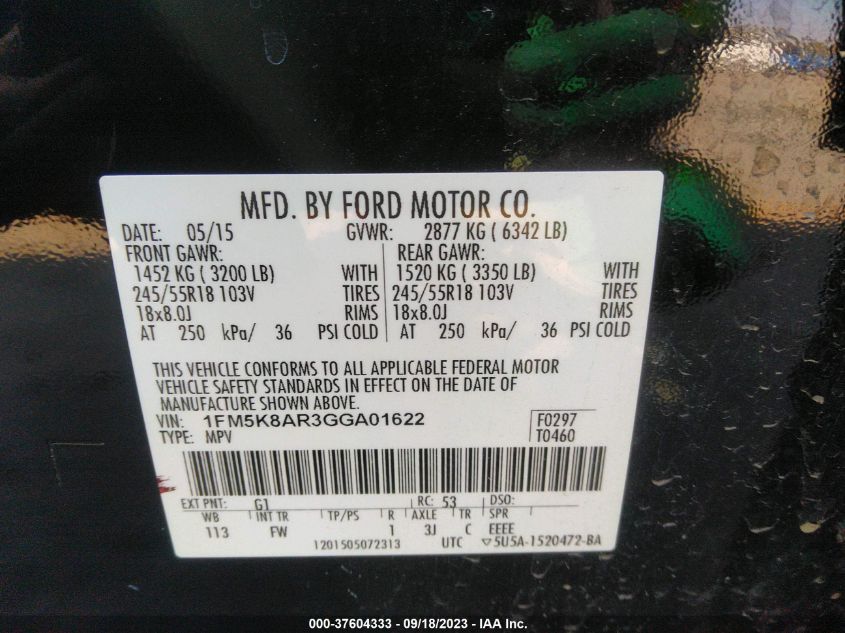 MFD. BY FORD MOTOR CO.
DATE: 05/15 GVWR: 2877 KG ( 6342 LB)
FRONT GAWR: REAR GAWR:
1452 KG ( 3200 LB) WITH 1520 KG ( 3350 LB) WITH
245/55R18 103V TIRES 245/55R18 103V TIRES
18x8.0J RIMS 18x8.0J RIMS
AT 250 kPa/ 36 PSI COLD AT 250 kPa/ 36 PSI COLD
THIS VEHICLE CONFORMS TO ALL APPLICABLE FEDERAL MOTOR
VEHICLE SAFETY STANDARDS IN EFFECT ON THE DATE OF
MANUFACTURE SHOWN ABOVE.
VIN: 1FM5K8AR3GGA01622 F0297
TYPE: MPV T0460
EXT PNT: G1 RC: 53 DSO:
WB INT TR TP/PS R AXLE TR SPR
113 FW 1 3J C EEEE
1201505072313 UTC ▽5U5A-1520472-BA
000-37604333 - 09/18/2023 - IAA Inc.